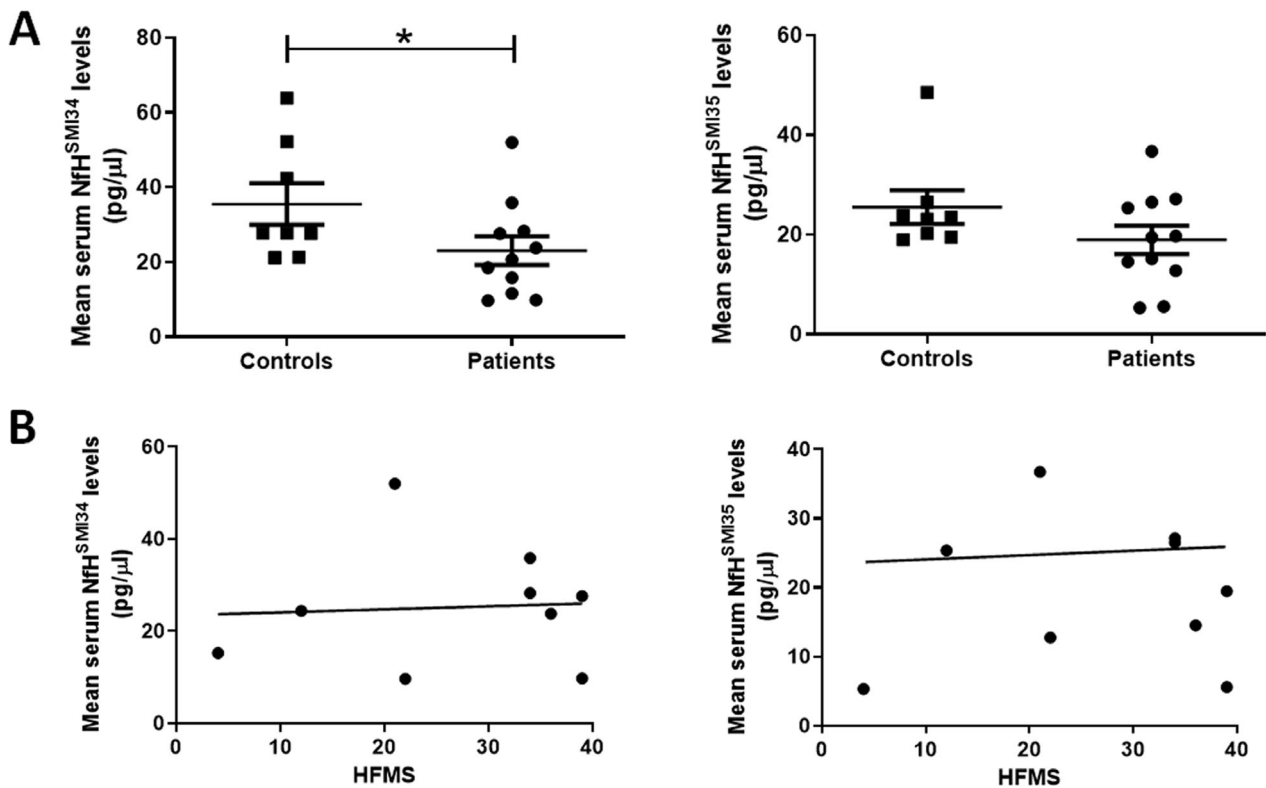 A
Mean serum NfH^SMI34 levels
(pg/µl)
80
60
40
20
0
*
Controls
Patients
Mean serum NfH^SMI35 levels
(pg/µl)
60
40
20
0
Controls
Patients
B
Mean serum NfH^SMI34 levels
(pg/µl)
60
40
20
0
0
10
20
30
40
HFMS
Mean serum NfH^SMI35 levels
(pg/µl)
40
30
20
10
0
0
10
20
30
40
HFMS